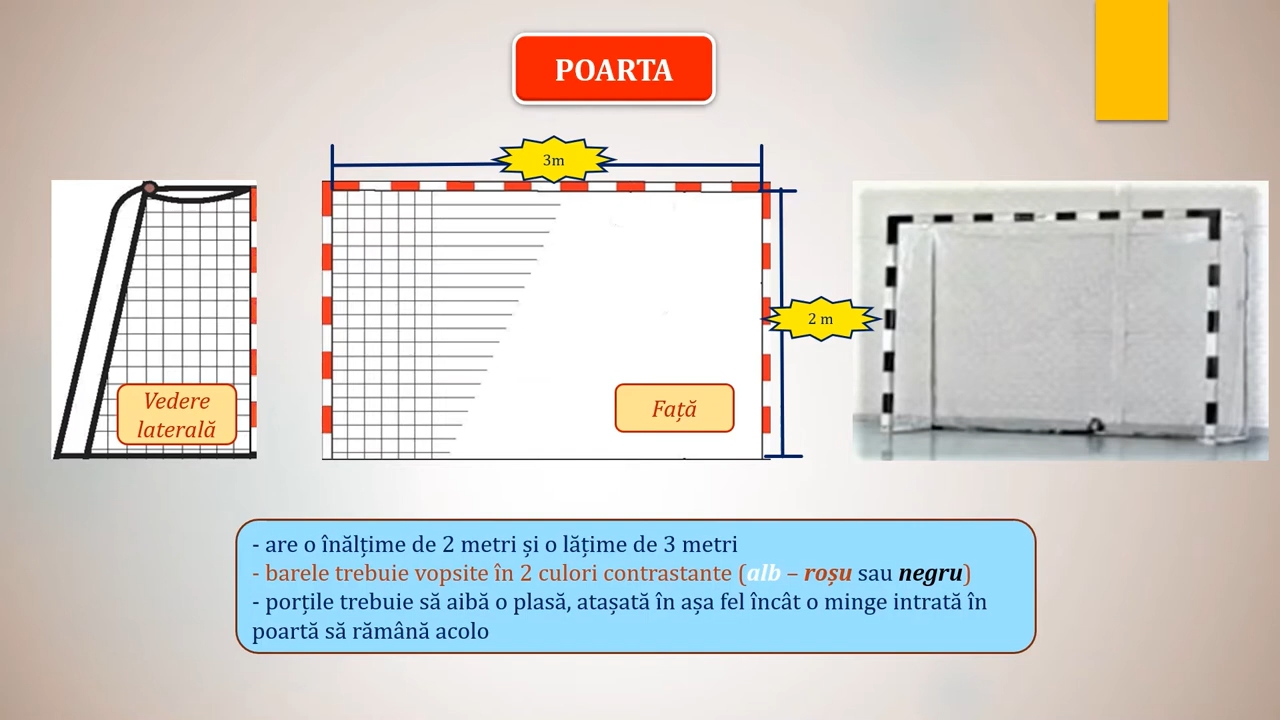 POARTA
3m
2 m
Vedere
laterală
Față
- are o înălțime de 2 metri și o lățime de 3 metri
- barele trebuie vopsite în 2 culori contrastante (alb – roșu sau negru)
- porțile trebuie să aibă o plasă, atașată în așa fel încât o minge intrată în
poartă să rămână acolo